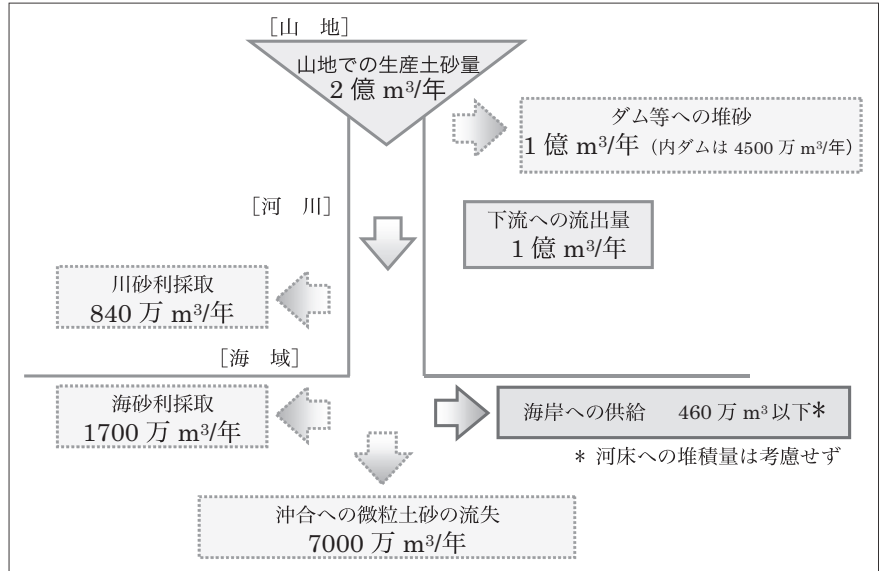 ［山　地］
山地での生産土砂量
2 億 m³/年
ダム等への堆砂
1 億 m³/年（内ダムは 4500 万 m³/年）
［河　川］
下流への流出量
1 億 m³/年
川砂利採取
840 万 m³/年
［海　域］
海砂利採取
1700 万 m³/年
海岸への供給　460 万 m³ 以下*
* 河床への堆積量は考慮せず
沖合への微粒土砂の流失
7000 万 m³/年